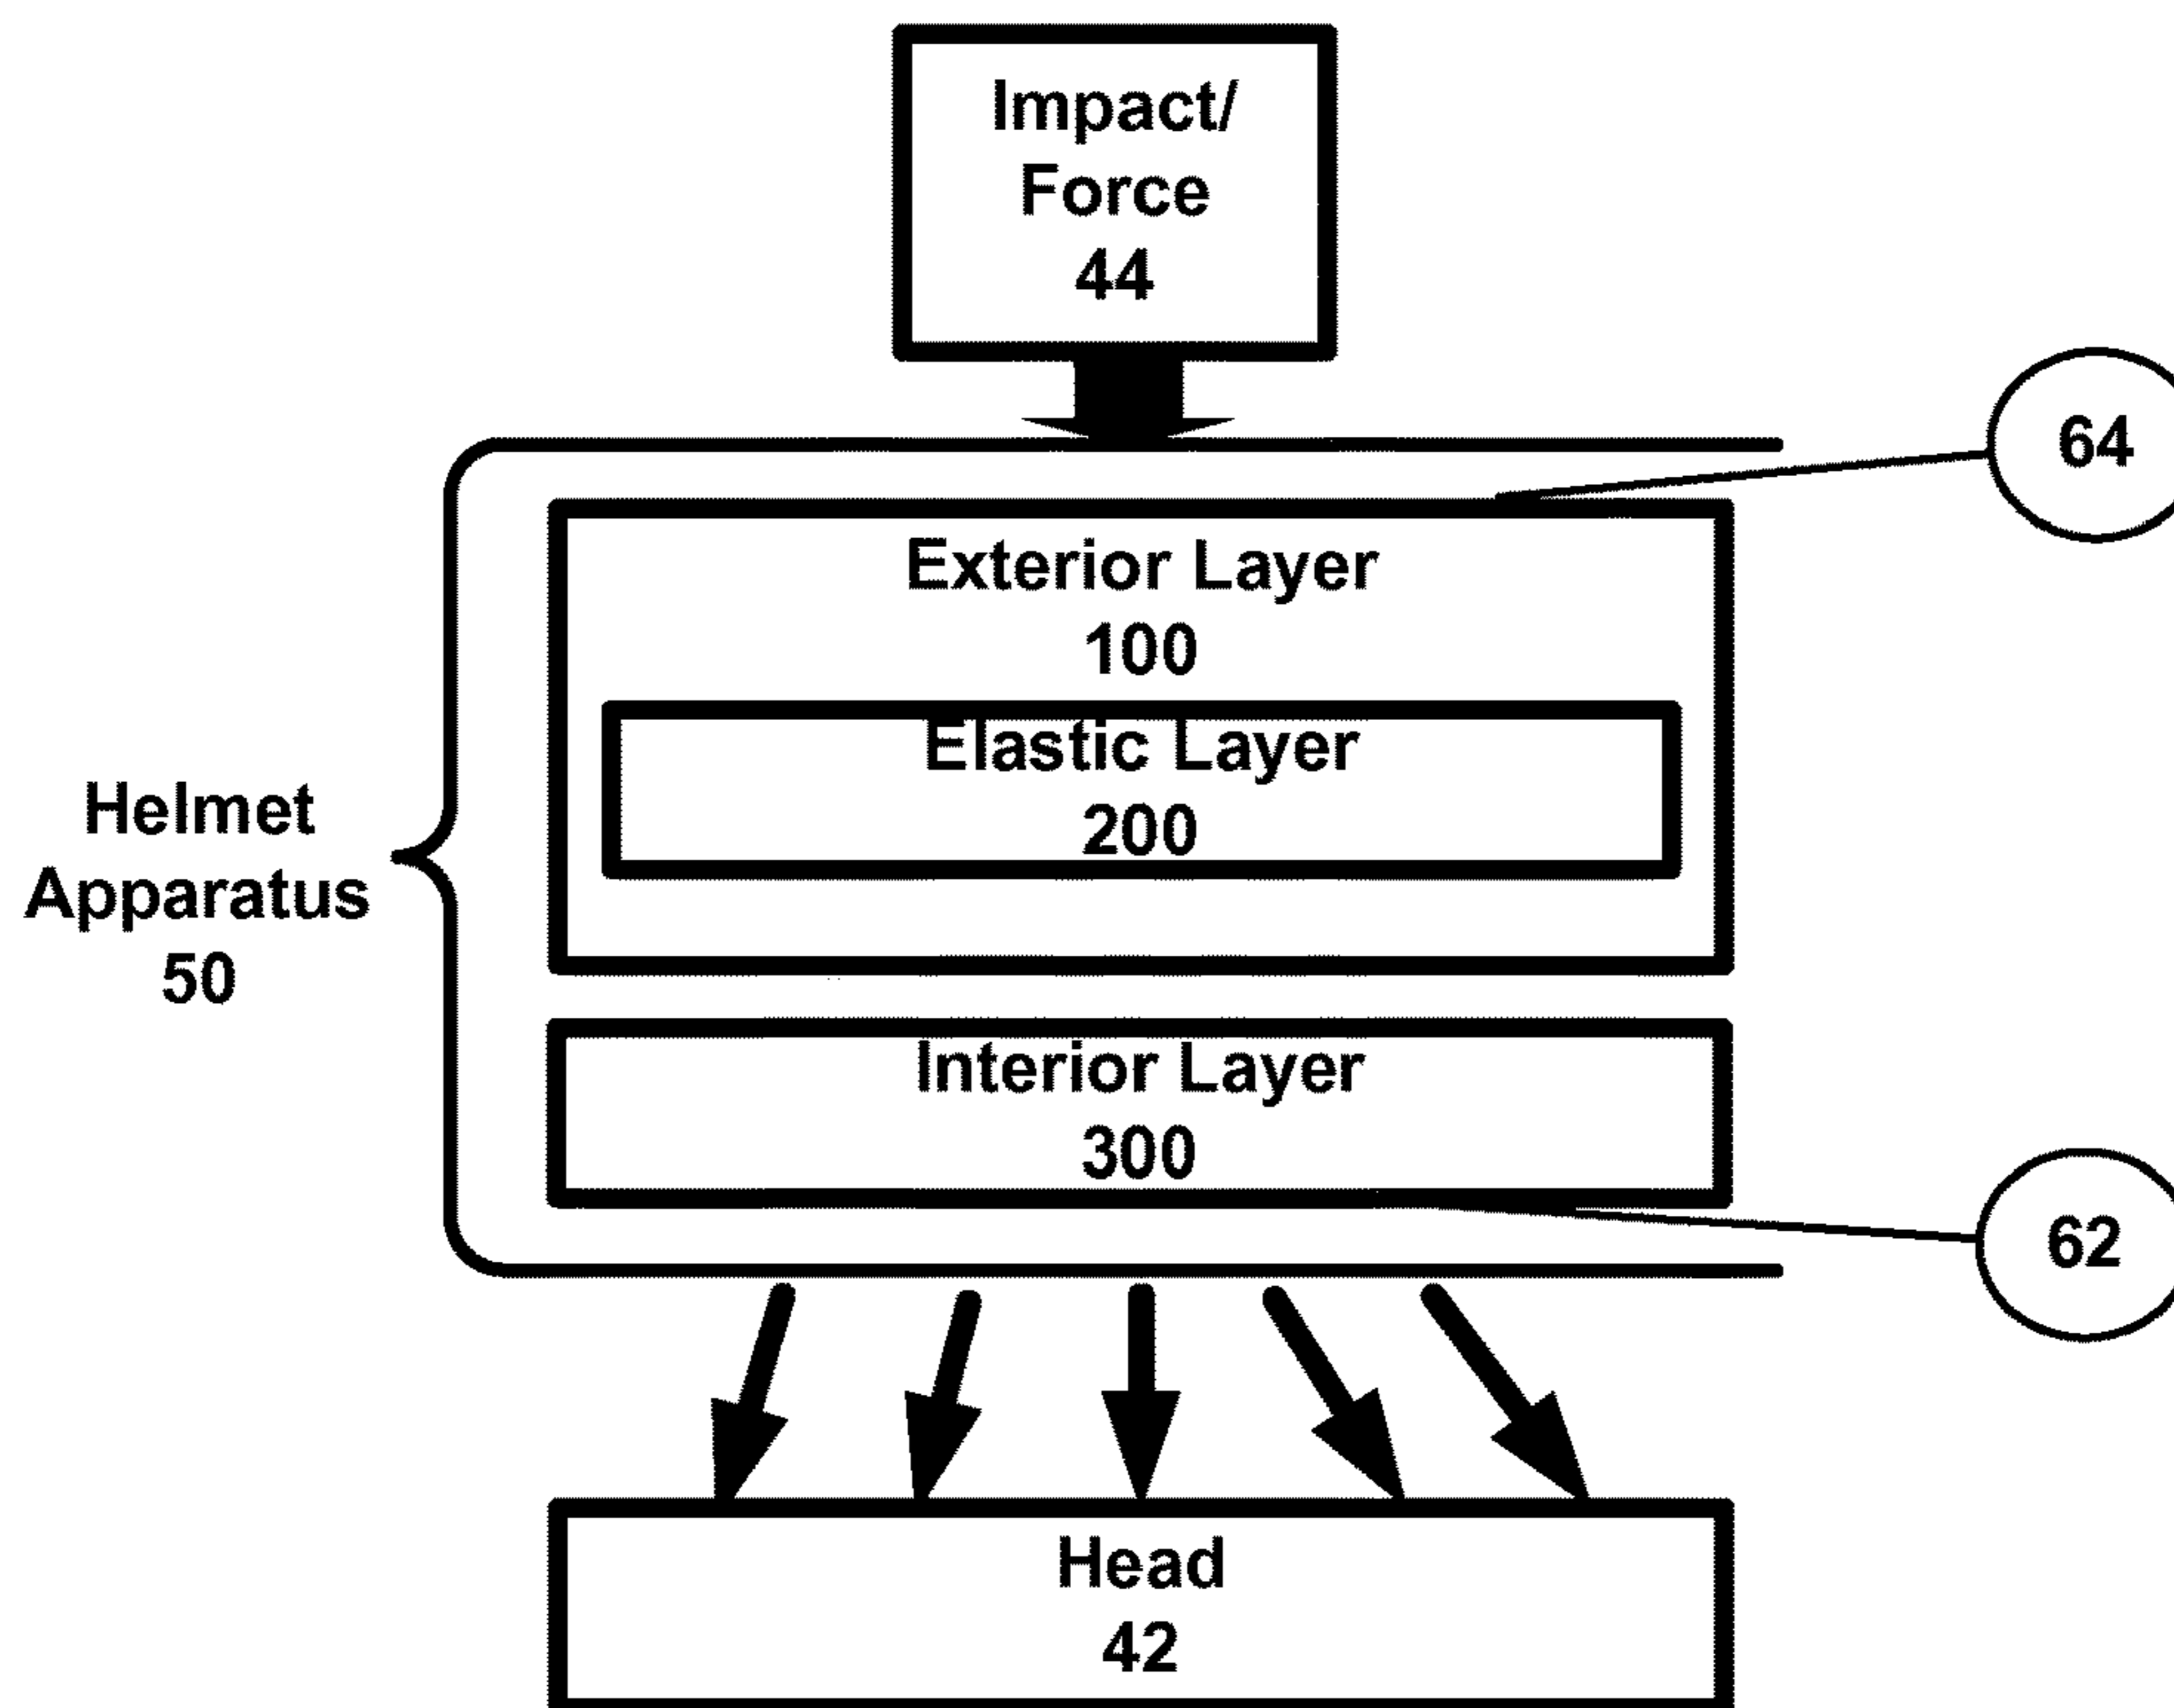 Impact/
Force
44
64
Exterior Layer
100
Elastic Layer
200
Helmet
Apparatus
50
Interior Layer
300
62
Head
42